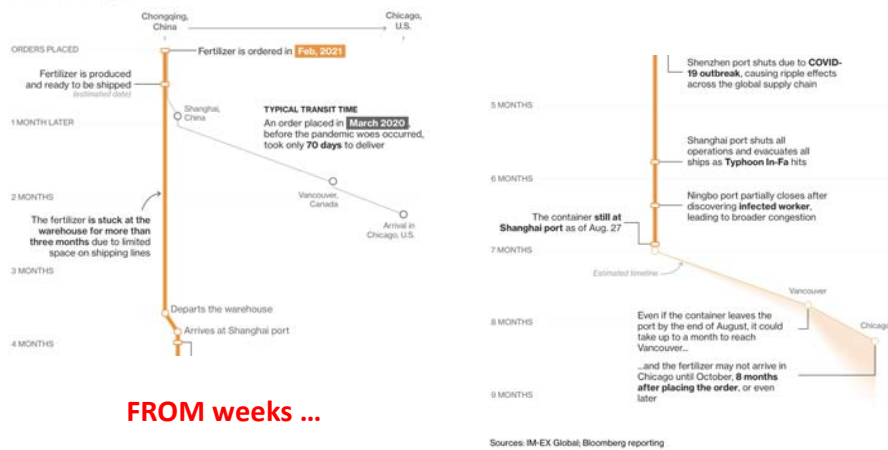 Chongqing,
China
Chicago,
U.S.
ORDERS PLACED
Fertilizer is ordered in Feb, 2021
Fertilizer is produced
and ready to be shipped
(estimated date)
Shanghai,
China
1 MONTH LATER
TYPICAL TRANSIT TIME
An order placed in March 2020,
before the pandemic woes occurred,
took only 70 days to deliver
2 MONTHS
Vancouver,
Canada
The fertilizer is stuck at the
warehouse for more than
three months due to limited
space on shipping lines
Arrival in
Chicago, U.S.
3 MONTHS
Departs the warehouse
Arrives at Shanghai port
4 MONTHS
FROM weeks ...
Shenzhen port shuts due to COVID-
19 outbreak, causing ripple effects
across the global supply chain
5 MONTHS
Shanghai port shuts all
operations and evacuates all
ships as Typhoon In-Fa hits
6 MONTHS
Ningbo port partially closes after
discovering infected worker,
leading to broader congestion
The container still at
Shanghai port as of Aug. 27
7 MONTHS
Estimated timeline
Vancouver
Chicago
8 MONTHS
Even if the container leaves the
port by the end of August, it could
take up to a month to reach
Vancouver...
...and the fertilizer may not arrive in
Chicago until October, 8 months
after placing the order, or even
later
9 MONTHS
Sources: IM-EX Global; Bloomberg reporting